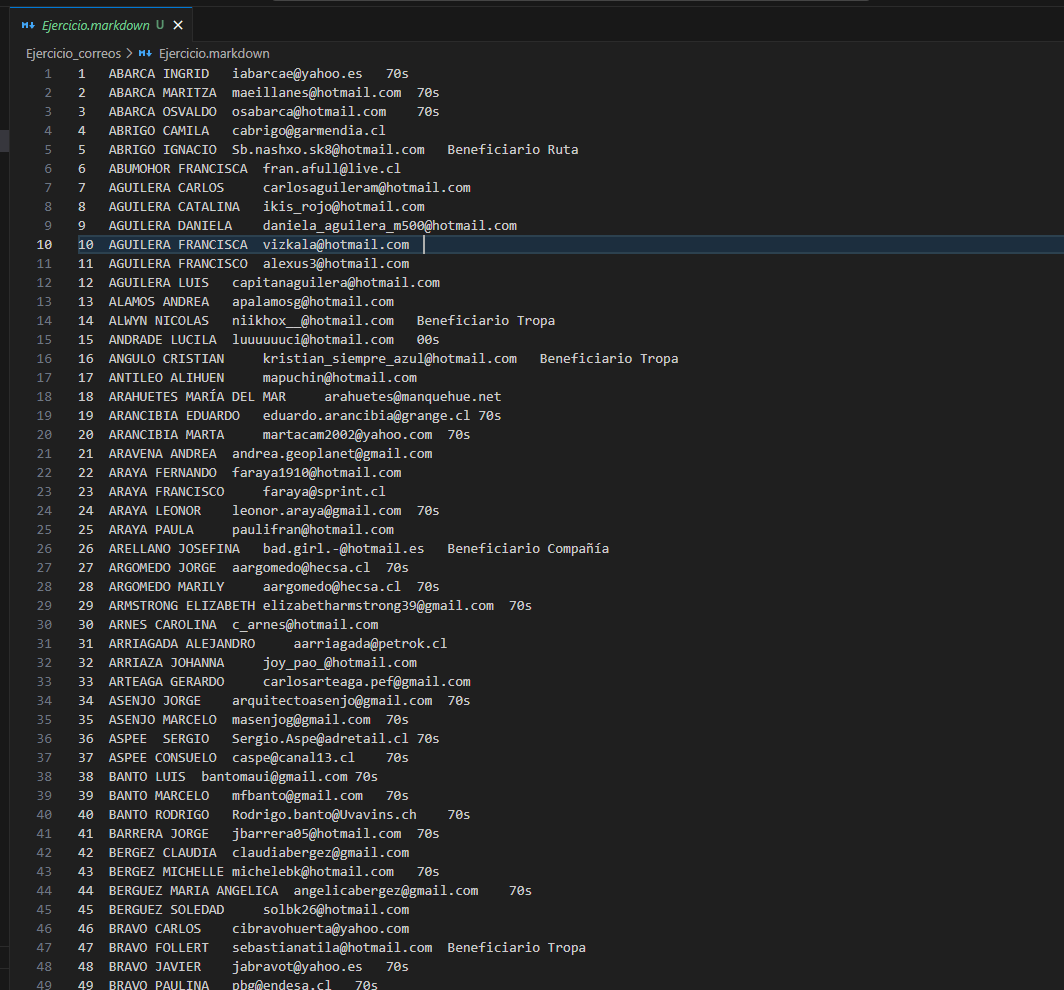 Ejercicio.markdown U
Ejercicio_correos > Ejercicio.markdown
1 1 ABARCA INGRID iabarcae@yahoo.es 70s
2 2 ABARCA MARITZA maeillanes@hotmail.com 70s
3 3 ABARCA OSVALDO osabarca@hotmail.com 70s
4 4 ABRIGO CAMILA cabrigo@garmendia.cl
5 5 ABRIGO IGNACIO Sb.nashxo.sk8@hotmail.com Beneficiario Ruta
6 6 ABUMOHOR FRANCISCA fran.afull@live.cl
7 7 AGUILERA CARLOS carlosaguileram@hotmail.com
8 8 AGUILERA CATALINA ikis_rojo@hotmail.com
9 9 AGUILERA DANIELA daniela_aguilera_m500@hotmail.com
10 10 AGUILERA FRANCISCA vizkala@hotmail.com
11 11 AGUILERA FRANCISCO alexus3@hotmail.com
12 12 AGUILERA LUIS capitanaguilera@hotmail.com
13 13 ALAMOS ANDREA apalamosg@hotmail.com
14 14 ALWYN NICOLAS niikhox__@hotmail.com Beneficiario Tropa
15 15 ANDRADE LUCILA luuuuuuci@hotmail.com 00s
16 16 ANGULO CRISTIAN kristian_siempre_azul@hotmail.com Beneficiario Tropa
17 17 ANTILEO ALIHUEN mapuchin@hotmail.com
18 18 ARAHUETES MARÍA DEL MAR arahuetes@manquehue.net
19 19 ARANCIBIA EDUARDO eduardo.arancibia@grange.cl 70s
20 20 ARANCIBIA MARTA martacam2002@yahoo.com 70s
21 21 ARAVENA ANDREA andrea.geoplanet@gmail.com
22 22 ARAYA FERNANDO faraya1910@hotmail.com
23 23 ARAYA FRANCISCO faraya@sprint.cl
24 24 ARAYA LEONOR leonor.araya@gmail.com 70s
25 25 ARAYA PAULA paulifran@hotmail.com
26 26 ARELLANO JOSEFINA bad.girl.-@hotmail.es Beneficiario Compañía
27 27 ARGOMEDO JORGE aargomedo@hecsa.cl 70s
28 28 ARGOMEDO MARILY aargomedo@hecsa.cl 70s
29 29 ARMSTRONG ELIZABETH elizabetharmstrong39@gmail.com 70s
30 30 ARNES CAROLINA c_arnes@hotmail.com
31 31 ARRIAGADA ALEJANDRO aarriagada@petrok.cl
32 32 ARRIAZA JOHANNA joy_pao_@hotmail.com
33 33 ARTEAGA GERARDO carlosarteaga.pef@gmail.com
34 34 ASENJO JORGE arquitectoasenjo@gmail.com 70s
35 35 ASENJO MARCELO masenjog@gmail.com 70s
36 36 ASPEE  SERGIO Sergio.Aspe@adretail.cl 70s
37 37 ASPEE CONSUELO caspe@canal13.cl 70s
38 38 BANTO LUIS bantomaui@gmail.com 70s
39 39 BANTO MARCELO mfbanto@gmail.com 70s
40 40 BANTO RODRIGO Rodrigo.banto@Uvavins.ch 70s
41 41 BARRERA JORGE jbarrera05@hotmail.com 70s
42 42 BERGEZ CLAUDIA claudiabergez@gmail.com
43 43 BERGEZ MICHELLE michelebk@hotmail.com 70s
44 44 BERGUEZ MARIA ANGELICA angelicabergez@gmail.com 70s
45 45 BERGUEZ SOLEDAD solbk26@hotmail.com
46 46 BRAVO CARLOS cibravohuerta@yahoo.com
47 47 BRAVO FOLLERT sebastianatila@hotmail.com Beneficiario Tropa
48 48 BRAVO JAVIER jabravot@yahoo.es 70s
49 49 BRAVO PAULINA pbg@endesa.cl 70s